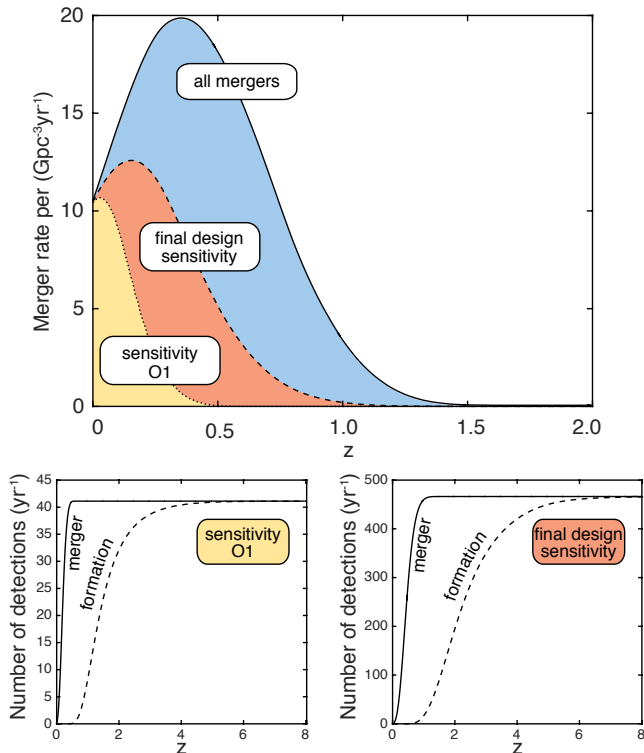 20
15
10
5
0
Merger rate per (Gpc⁻³yr⁻¹)
all mergers
final design
sensitivity
sensitivity
O1
0 0.5 1.0 1.5 2.0
z
45
40
35
30
25
20
15
10
5
0
Number of detections (yr⁻¹)
merger
formation
sensitivity
O1
0 2 4 6 8
z
500
400
300
200
100
0
Number of detections (yr⁻¹)
merger
formation
final design
sensitivity
0 2 4 6 8
z